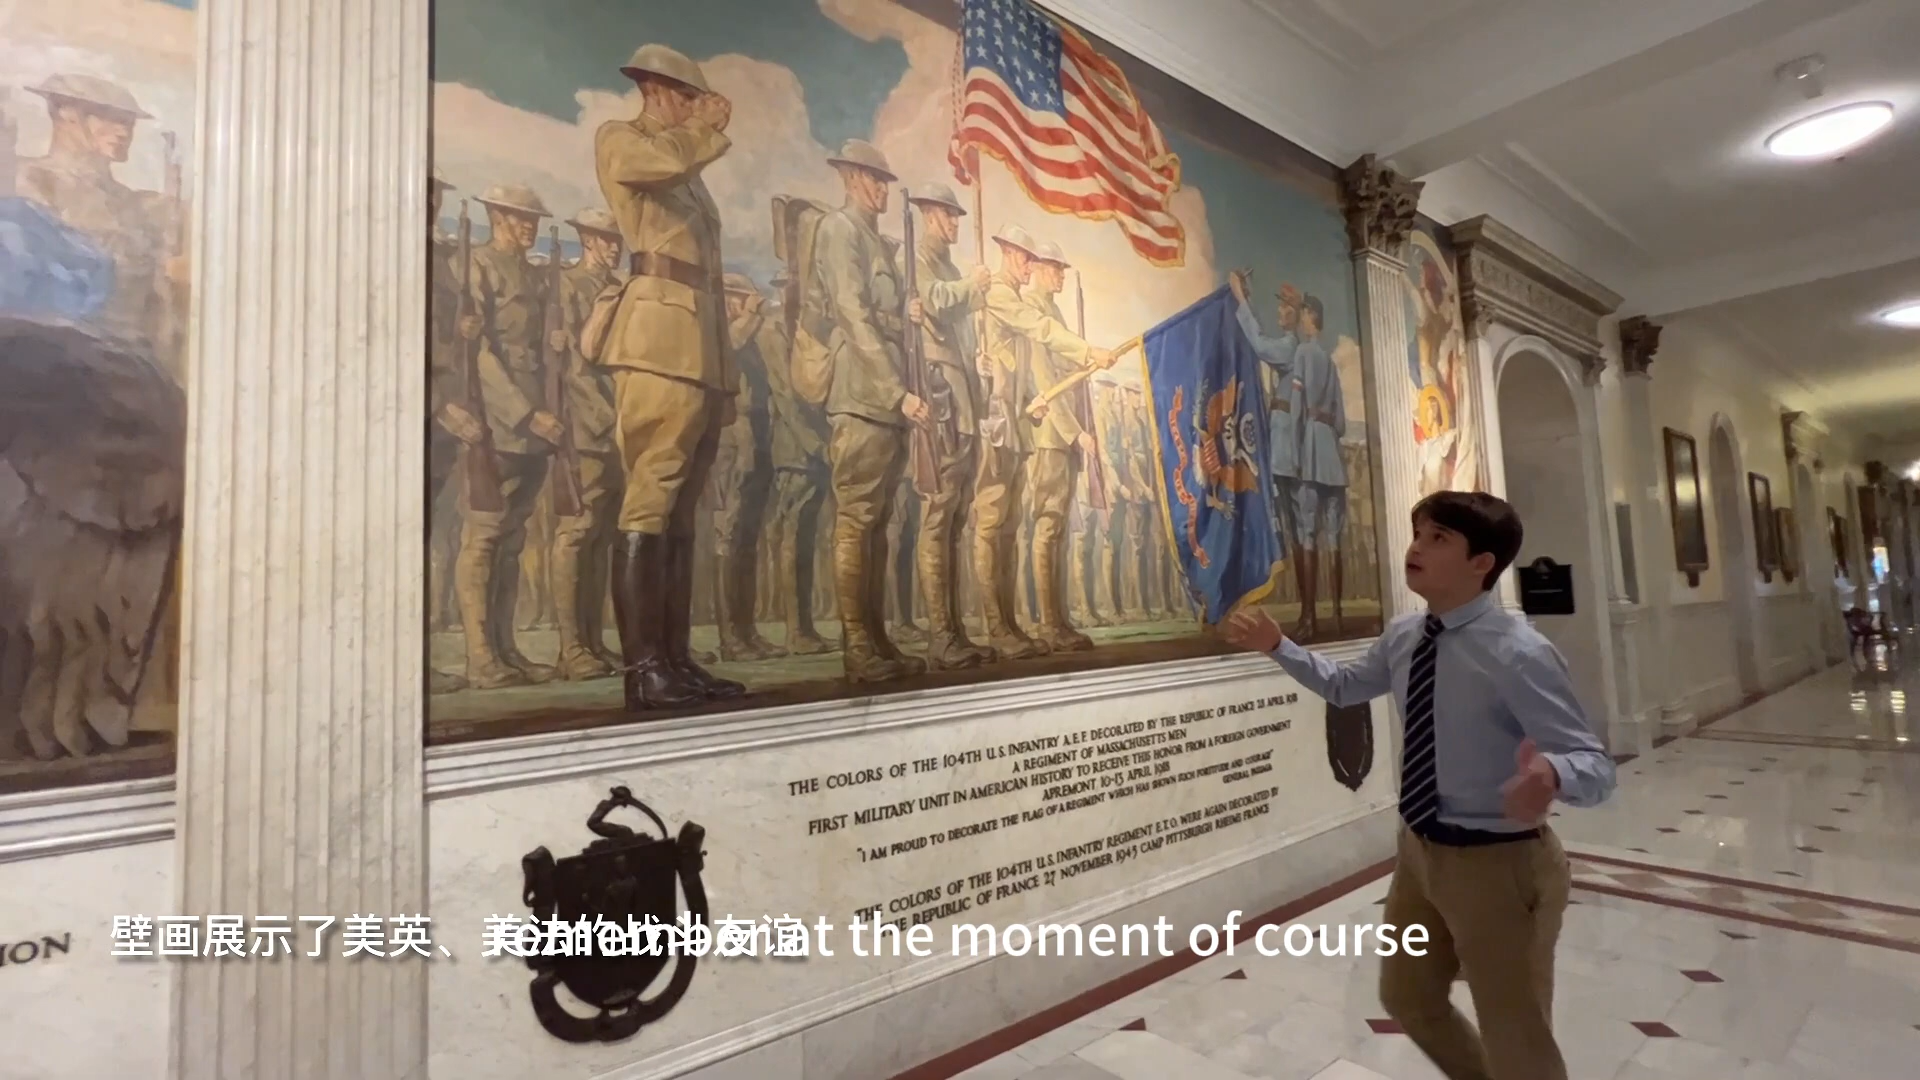 THE COLORS OF THE 104TH U.S. INFANTRY A.E.F. DECORATED BY THE REPUBLIC OF FRANCE 28 APRIL 1918
A REGIMENT OF MASSACHUSETTS MEN
FIRST MILITARY UNIT IN AMERICAN HISTORY TO RECEIVE THIS HONOR FROM A FOREIGN GOVERNMENT
APREMONT 10-13 APRIL 1918
"I AM PROUD TO DECORATE THE FLAG OF A REGIMENT WHICH HAS SHOWN SUCH FORTITUDE AND COURAGE"
GENERAL PASSAGA
THE COLORS OF THE 104TH U.S. INFANTRY REGIMENT E.T.O. WERE AGAIN DECORATED BY
THE REPUBLIC OF FRANCE 27 NOVEMBER 1945 CAMP PITTSBURGH RHEIMS FRANCE
ION
壁画展示了美英、美法的战斗友谊
remember at the moment of course